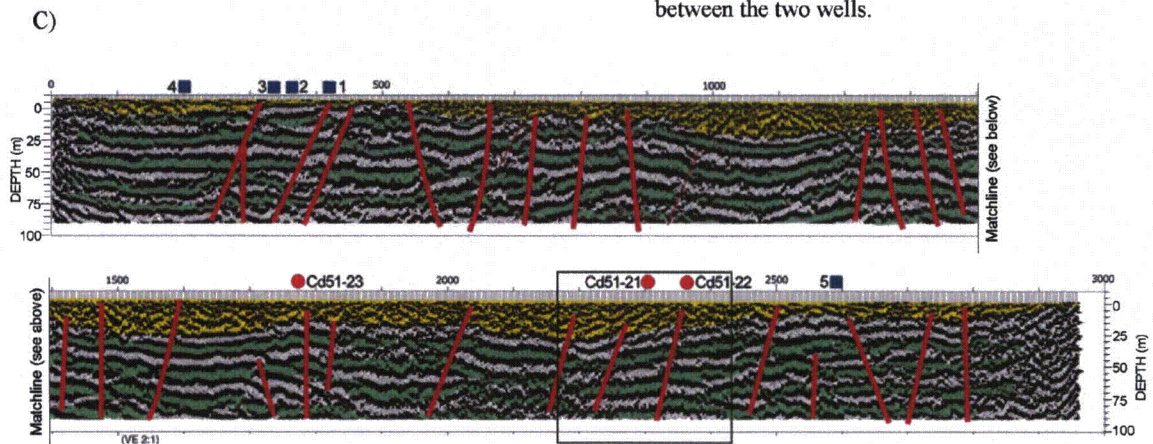 between the two wells.
C)
0 4 3 2 1 500 1000
DEPTH (m)
0
25
50
75
100
Matchline (see below)
1500 Cd51-23 2000 Cd51-21 Cd51-22 2500 5 3000
Matchline (see above)
0
25
50
75
100
DEPTH (m)
(VE 2:1)